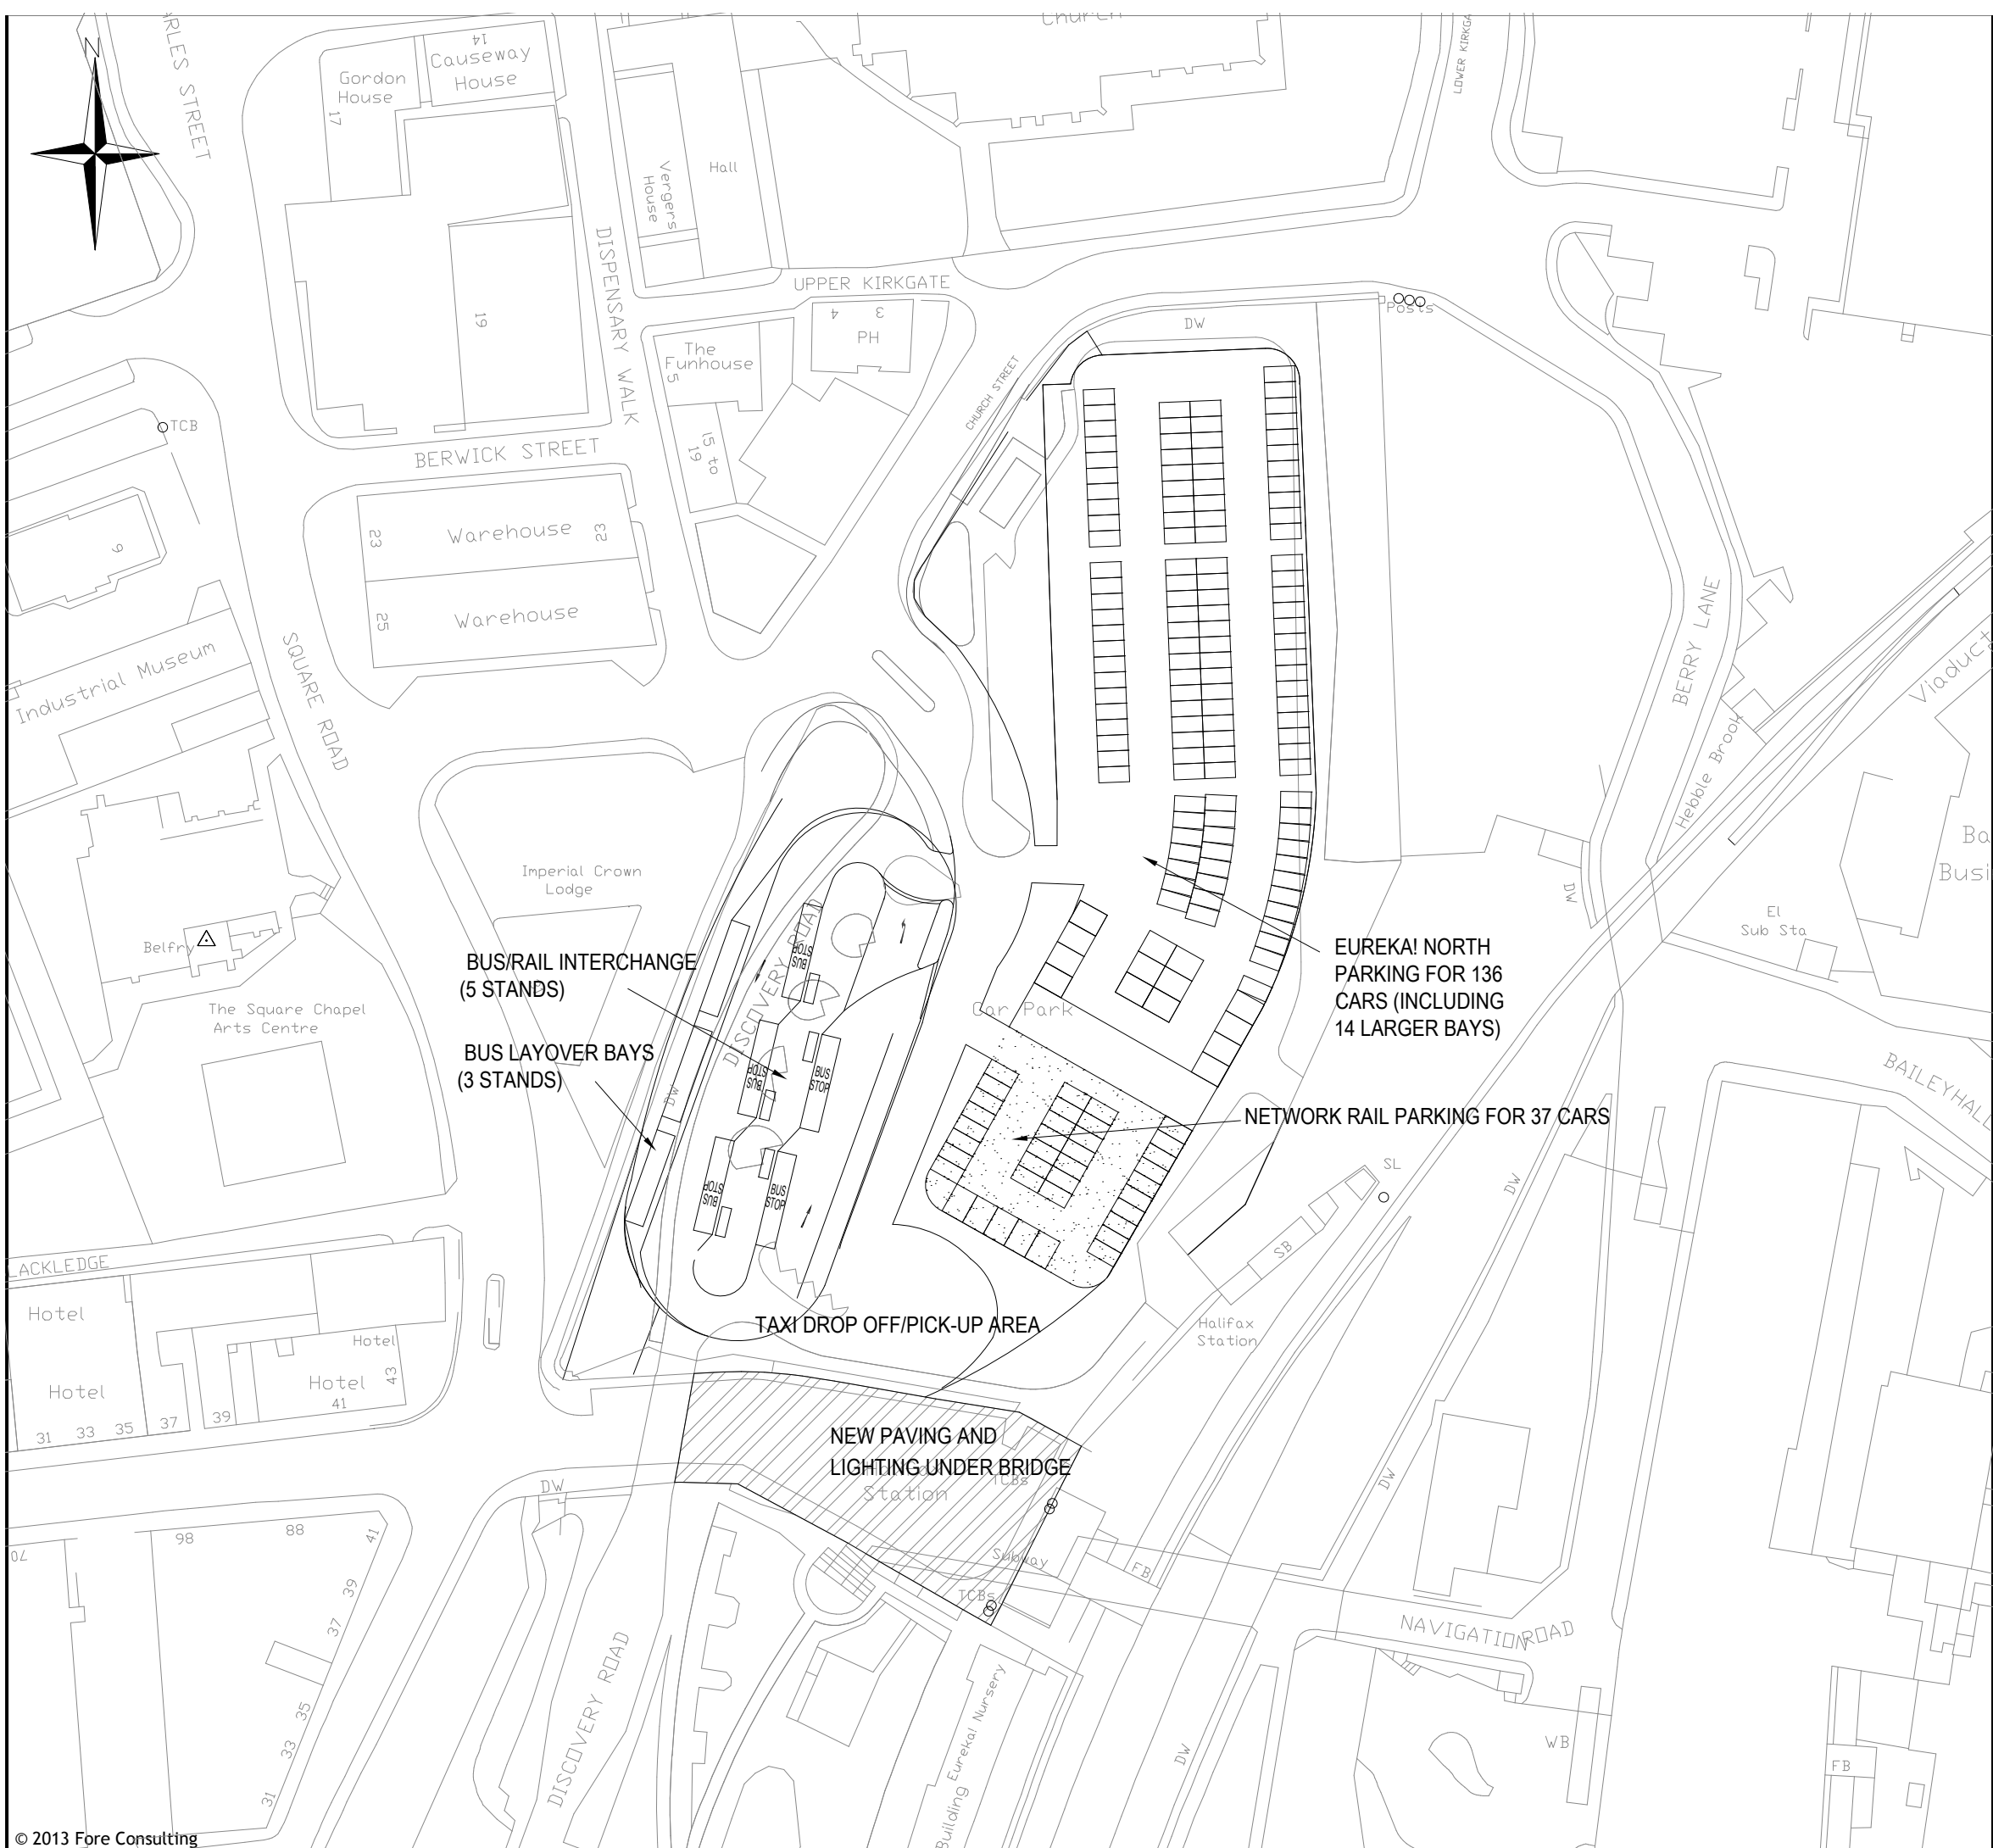 Church
ARLES STREET
N
14
Causeway
House
Gordon
House
17
LOWER KIRKGA
Vergers
House
Hall
DISPENSARY WALK
UPPER KIRKGATE
4
3
PH
The
Funhouse
5
DW
Posts
19
CHURCH STREET
TCB
BERWICK STREET
15 to
19
23
Warehouse
32
25
Warehouse
9
Industrial Museum
SQUARE ROAD
BERRY LANE
Viaduct
Hebble Brook
Imperial Crown
Lodge
Ba
Busi
DW
El
Sub Sta
Belfry
DISCOVERY ROAD
BUS/RAIL INTERCHANGE
(5 STANDS)
EUREKA! NORTH
PARKING FOR 136
CARS (INCLUDING
14 LARGER BAYS)
The Square Chapel
Arts Centre
Car Park
BUS LAYOVER BAYS
(3 STANDS)
DW
BUS
STOP
BUS
STOP
BUS
STOP
BUS
STOP
BUS
STOP
BAILEYHALL
NETWORK RAIL PARKING FOR 37 CARS
SL
DW
SB
LACKLEDGE
Hotel
Hotel
Hotel
Hotel
43
41
31
33
35
37
39
TAXI DROP OFF/PICK-UP AREA
Halifax
Station
NEW PAVING AND
LIGHTING UNDER BRIDGE
Station
TCBs
DW
DW
70
98
88
41
39
37
35
33
31
Subway
FB
TCBs
NAVIGATION ROAD
DISCOVERY ROAD
Building Eureka! Nursery
DW
WB
FB
© 2013 Fore Consulting